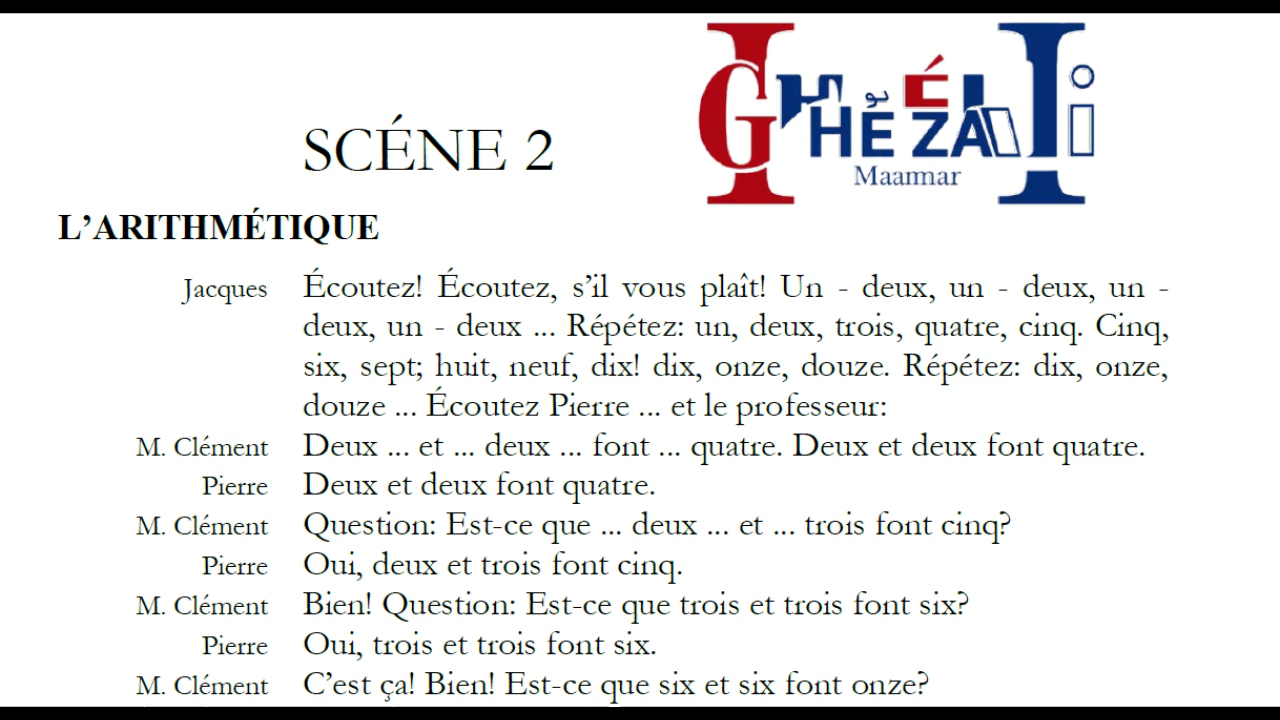 GHÉZALI
Maamar
SCÉNE 2
L’ARITHMÉTIQUE
Jacques Écoutez! Écoutez, s’il vous plaît! Un - deux, un - deux, un -
deux, un - deux ... Répétez: un, deux, trois, quatre, cinq. Cinq,
six, sept; huit, neuf, dix! dix, onze, douze. Répétez: dix, onze,
douze ... Écoutez Pierre ... et le professeur:
M. Clément Deux ... et ... deux ... font ... quatre. Deux et deux font quatre.
Pierre Deux et deux font quatre.
M. Clément Question: Est-ce que ... deux ... et ... trois font cinq?
Pierre Oui, deux et trois font cinq.
M. Clément Bien! Question: Est-ce que trois et trois font six?
Pierre Oui, trois et trois font six.
M. Clément C’est ça! Bien! Est-ce que six et six font onze?